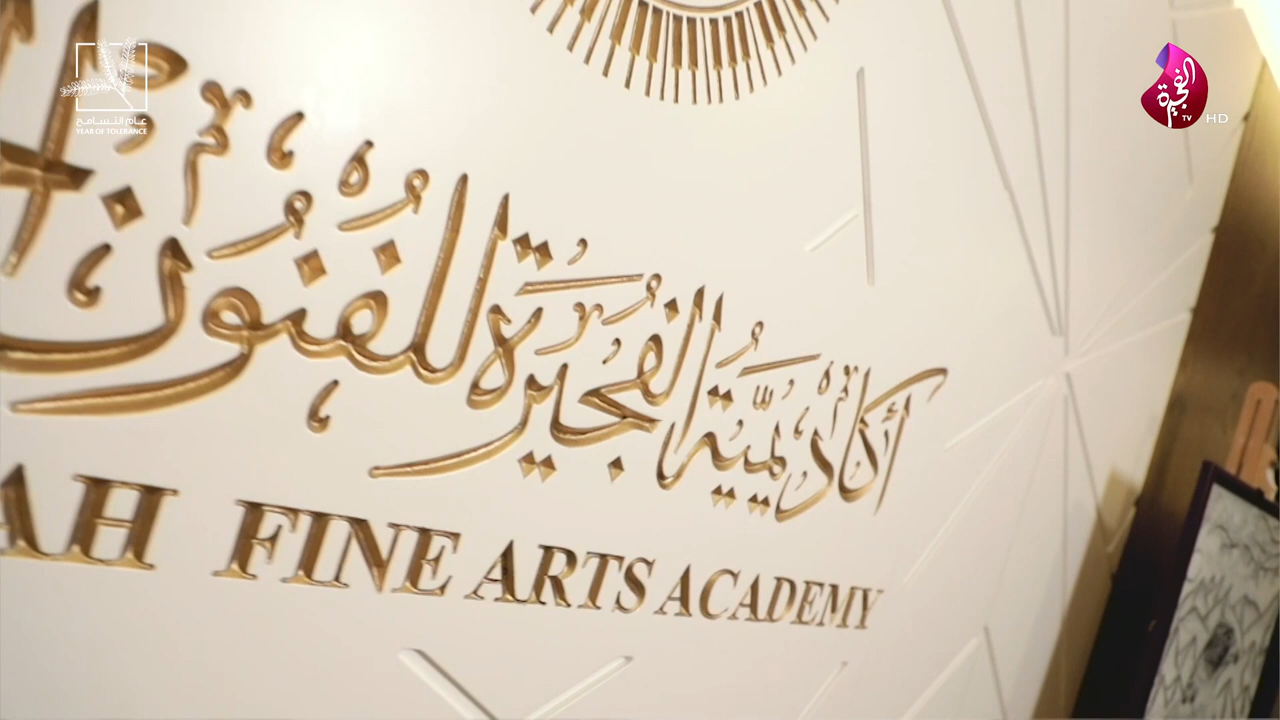 عام التسامح
YEAR OF TOLERANCE
الفجيرة
TV HD
أكاديمية الفجيرة للفنون
AH FINE ARTS ACADEMY